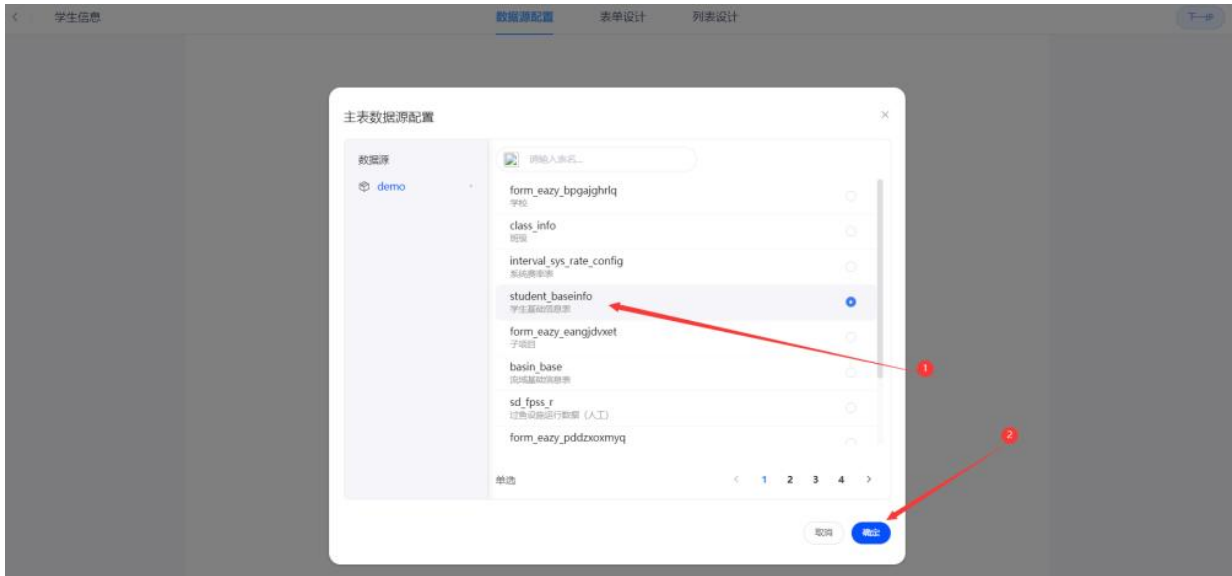 学生信息
数据源配置
表单设计
列表设计
下一步
主表数据源配置
数据源
demo
请输入表名...
form_eazy_bpgajghrlq
学校
class_info
班级
interval_sys_rate_config
系统费率表
student_baseinfo
学生基础信息表
form_eazy_eangjdvxet
子项目
basin_base
流域基础信息表
sd_fpss_r
过鱼设施运行数据（人工）
form_eazy_pddzxoxmyq
单选
1 2 3 4
取消
确定
1
2